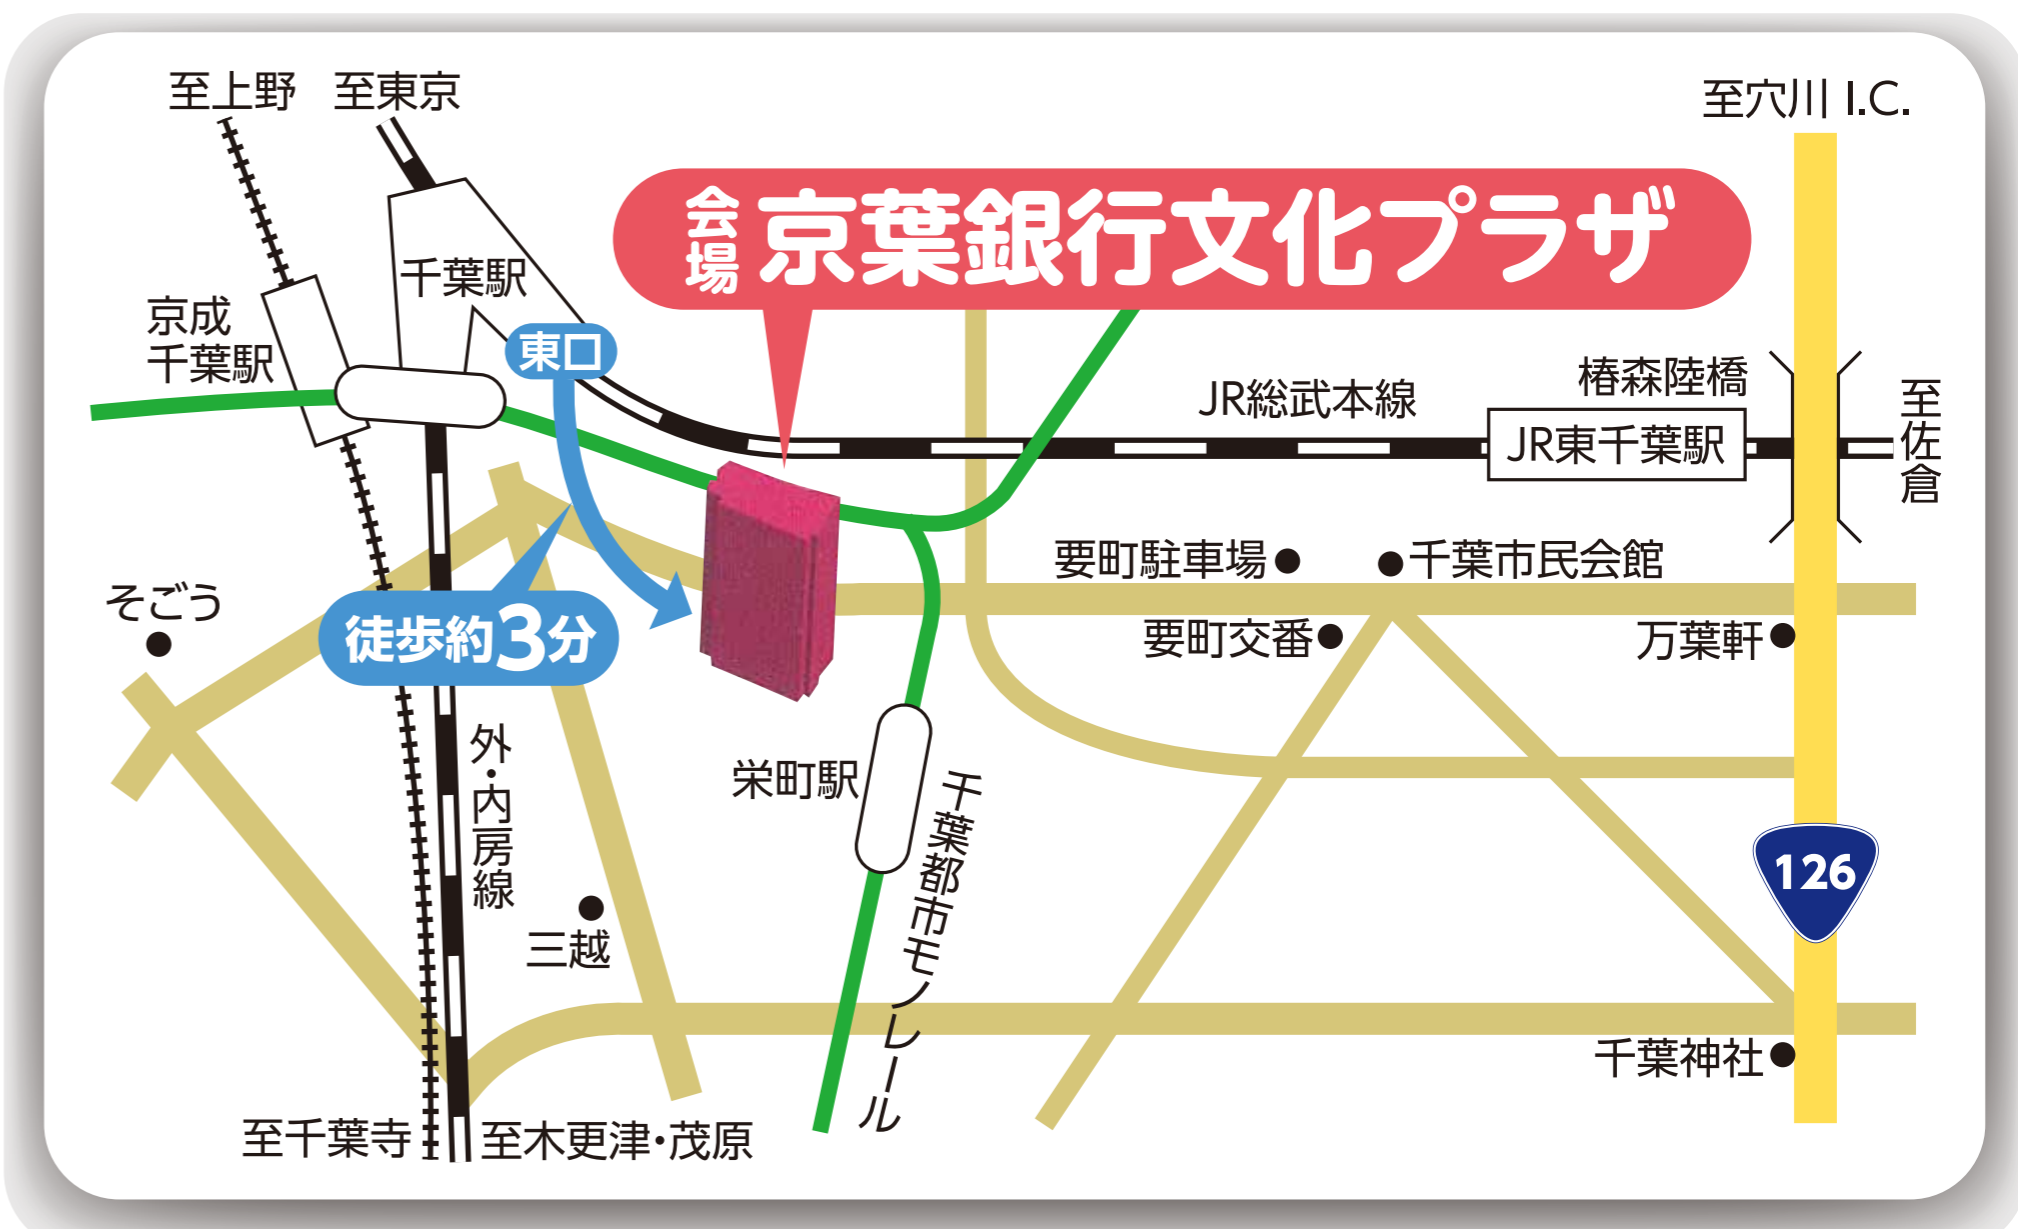 至上野
至東京
至穴川 I.C.
会場
京葉銀行文化プラザ
千葉駅
京成
千葉駅
東口
JR総武本線
椿森陸橋
JR東千葉駅
至佐倉
要町駐車場
千葉市民会館
そごう
徒歩約3分
要町交番
万葉軒
外・内房線
栄町駅
千葉都市モノレール
126
三越
千葉神社
至千葉寺
至木更津・茂原